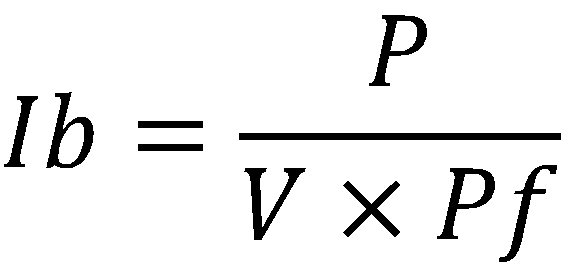 P
Ib = 
V × Pf